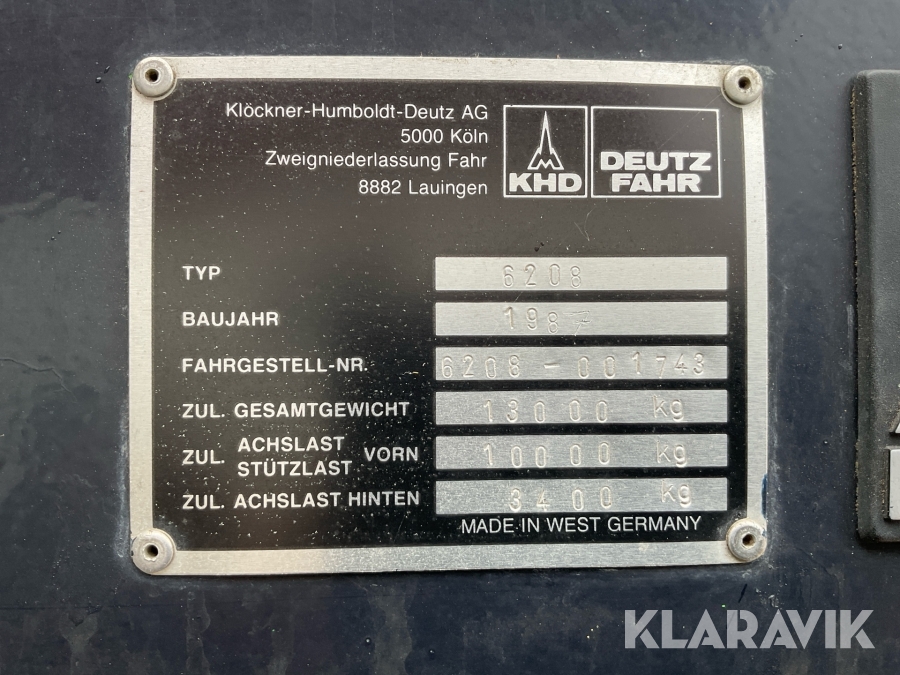 Klöckner-Humboldt-Deutz AG
5000 Köln
Zweigniederlassung Fahr
8882 Lauingen
KHD
DEUTZ
FAHR
TYP 6208
BAUJAHR 198
FAHRGESTELL-NR. 6208-001743
ZUL. GESAMTGEWICHT 13000 kg
ZUL. ACHSLAST STÜTZLAST VORN 10000 kg
ZUL. ACHSLAST HINTEN 3400 kg
MADE IN WEST GERMANY
KLARAVIK